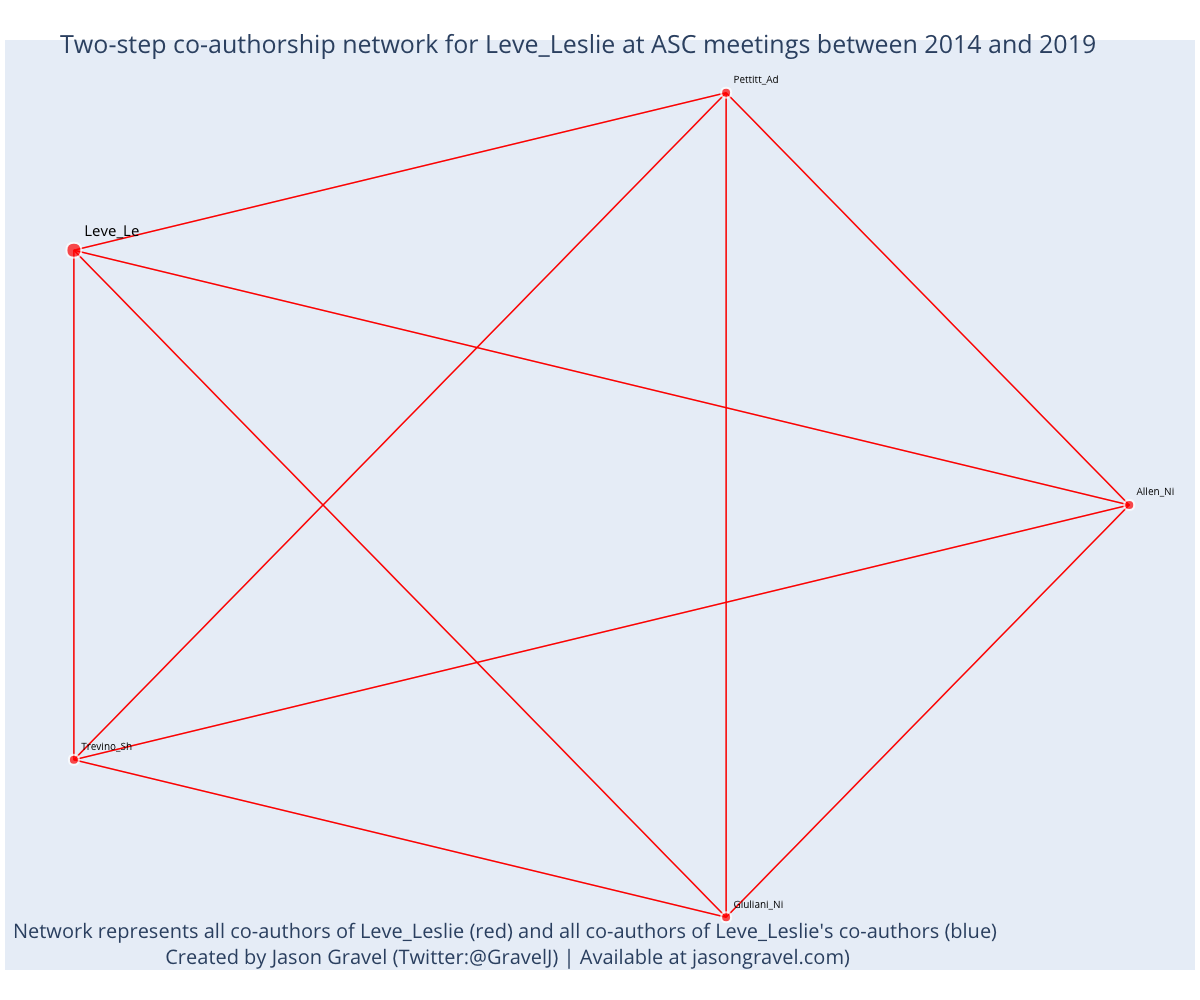 Two-step co-authorship network for Leve_Leslie at ASC meetings between 2014 and 2019
Pettitt_Ad
Leve_Le
Allen_Ni
Trevino_Sh
Giuliani_Ni
Network represents all co-authors of Leve_Leslie (red) and all co-authors of Leve_Leslie's co-authors (blue)
Created by Jason Gravel (Twitter:@GravelJ) | Available at jasongravel.com)